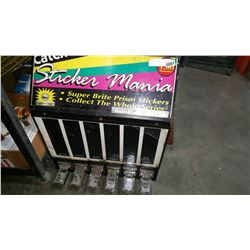 Catch
Sticker Mania
• Super Brite Prism Stickers
• Collect The Whole Series